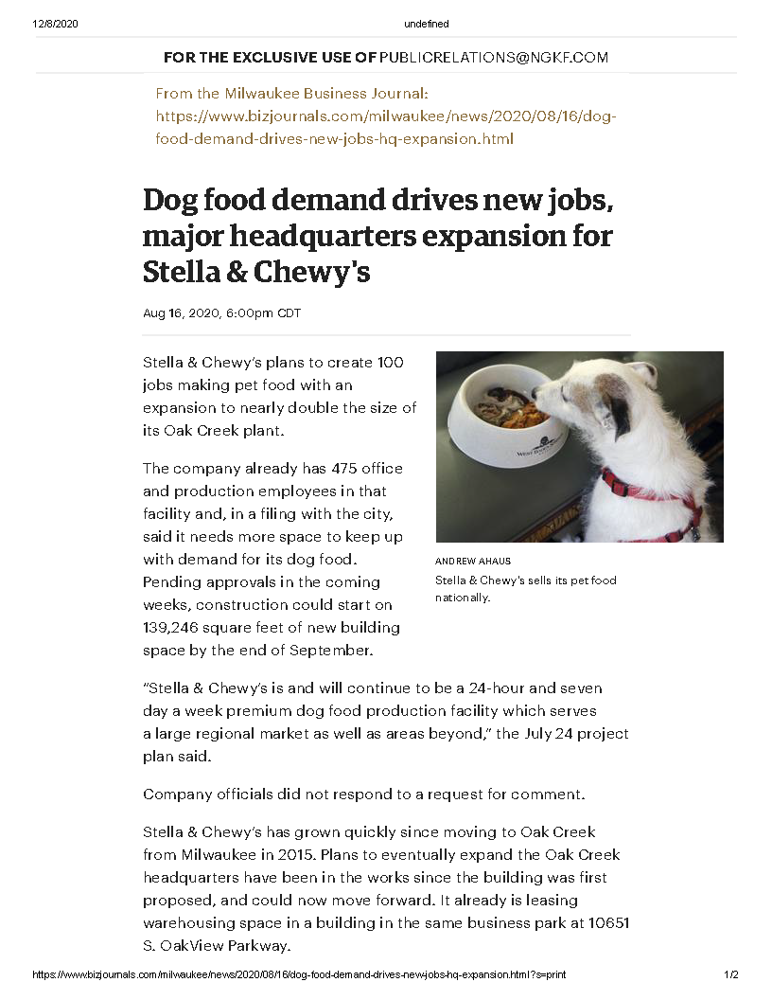 12/8/2020
undefined
FOR THE EXCLUSIVE USE OF PUBLICRELATIONS@NGKF.COM
From the Milwaukee Business Journal:
https://www.bizjournals.com/milwaukee/news/2020/08/16/dog-
food-demand-drives-new-jobs-hq-expansion.html
Dog food demand drives new jobs,
major headquarters expansion for
Stella & Chewy's
Aug 16, 2020, 6:00pm CDT
Stella & Chewy’s plans to create 100
jobs making pet food with an
expansion to nearly double the size of
its Oak Creek plant.
The company already has 475 office
and production employees in that
facility and, in a filing with the city,
said it needs more space to keep up
with demand for its dog food.
Pending approvals in the coming
weeks, construction could start on
139,246 square feet of new building
space by the end of September.
ANDREW AHAUS
Stella & Chewy's sells its pet food
nationally.
“Stella & Chewy’s is and will continue to be a 24-hour and seven
day a week premium dog food production facility which serves
a large regional market as well as areas beyond,” the July 24 project
plan said.
Company officials did not respond to a request for comment.
Stella & Chewy’s has grown quickly since moving to Oak Creek
from Milwaukee in 2015. Plans to eventually expand the Oak Creek
headquarters have been in the works since the building was first
proposed, and could now move forward. It already is leasing
warehousing space in a building in the same business park at 10651
S. OakView Parkway.
https://www.bizjournals.com/milwaukee/news/2020/08/16/dog-food-demand-drives-new-jobs-hq-expansion.html?s=print
1/2